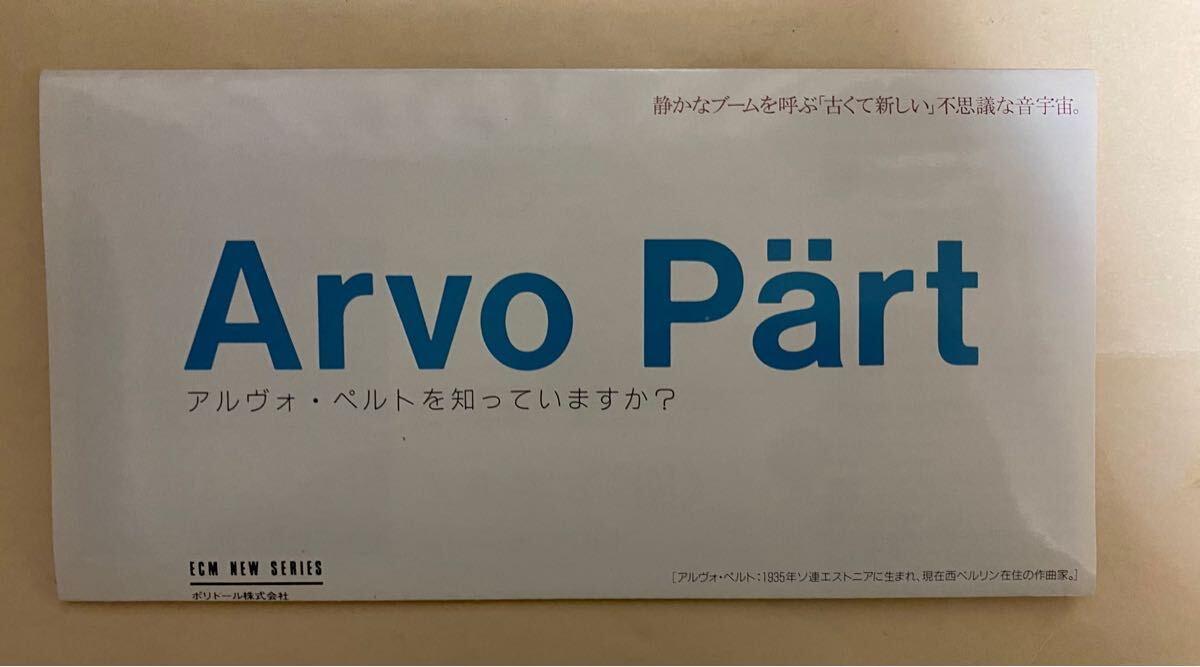 静かなブームを呼ぶ「古くて新しい」不思議な音宇宙。
Arvo Pärt
アルヴォ・ペルトを知っていますか?
ECM NEW SERIES
ポリドール株式会社
[アルヴォ・ペルト:1935年ソ連エストニアに生まれ、現在西ベルリン在住の作曲家。]